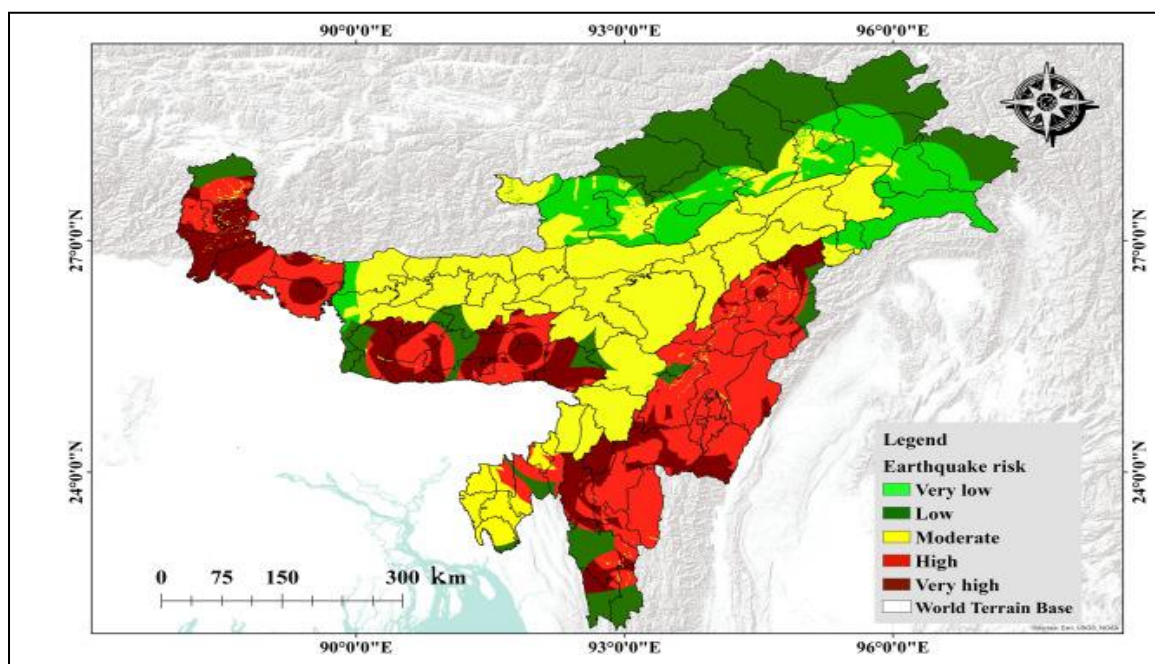 90°0'0"E 93°0'0"E 96°0'0"E
27°0'0"N 27°0'0"N
24°0'0"N 24°0'0"N
Legend
Earthquake risk
Very low
Low
Moderate
High
Very high
World Terrain Base
0 75 150 300 km
90°0'0"E 93°0'0"E 96°0'0"E